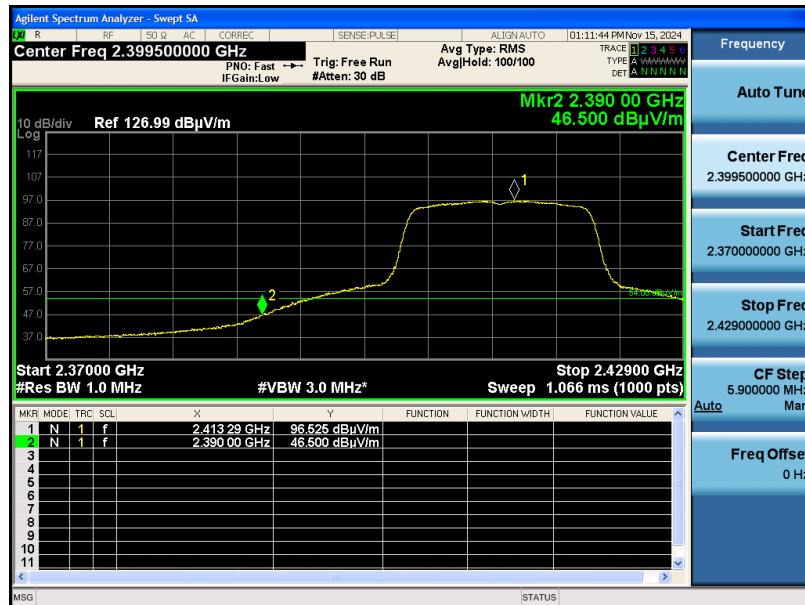 Agilent Spectrum Analyzer - Swept SA
LXI R RF 50 Ω AC CORREC SENSE:PULSE ALIGN AUTO 01:11:44 PM Nov 15, 2024
Center Freq 2.399500000 GHz Avg Type: RMS TRACE 1 2 3 4 5 6
PNO: Fast Trig: Free Run Avg|Hold: 100/100 TYPE A WWWWW
IFGain:Low #Atten: 30 dB DET A N N N N N
Mkr2 2.390 00 GHz
10 dB/div Ref 126.99 dBµV/m 46.500 dBµV/m
Log
117
107
97.0
87.0
77.0
67.0
57.0
47.0
37.0
1
2
Start 2.37000 GHz Stop 2.42900 GHz
#Res BW 1.0 MHz #VBW 3.0 MHz* Sweep 1.066 ms (1000 pts)
MKR MODE TRC SCL X Y FUNCTION FUNCTION WIDTH FUNCTION VALUE
1 N 1 f 2.413 29 GHz 96.525 dBµV/m
2 N 1 f 2.390 00 GHz 46.500 dBµV/m
3
4
5
6
7
8
9
10
11
MSG STATUS
Frequency
Auto Tune
Center Freq
2.399500000 GHz
Start Freq
2.370000000 GHz
Stop Freq
2.429000000 GHz
CF Step
5.900000 MHz
Auto Man
Freq Offset
0 Hz